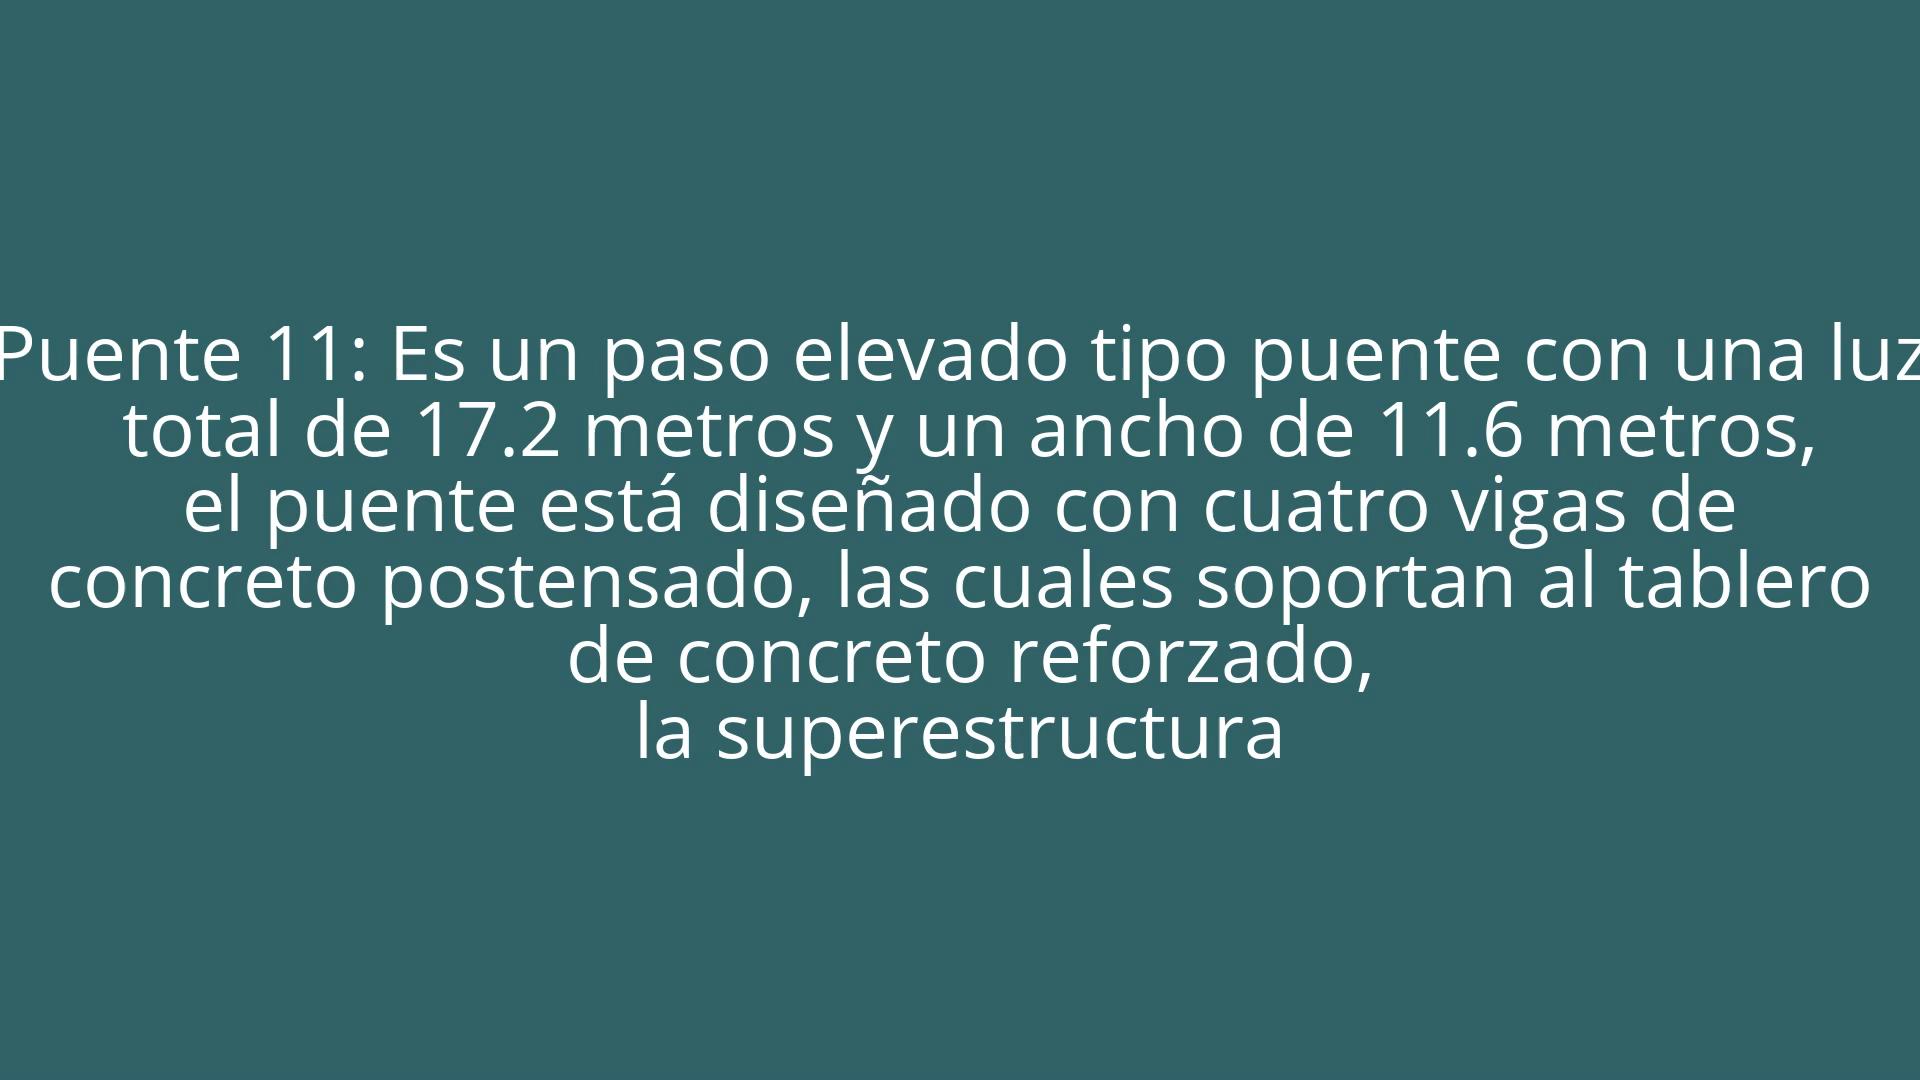 Puente 11: Es un paso elevado tipo puente con una luz
total de 17.2 metros y un ancho de 11.6 metros,
el puente está diseñado con cuatro vigas de
concreto postensado, las cuales soportan al tablero
de concreto reforzado,
la superestructura